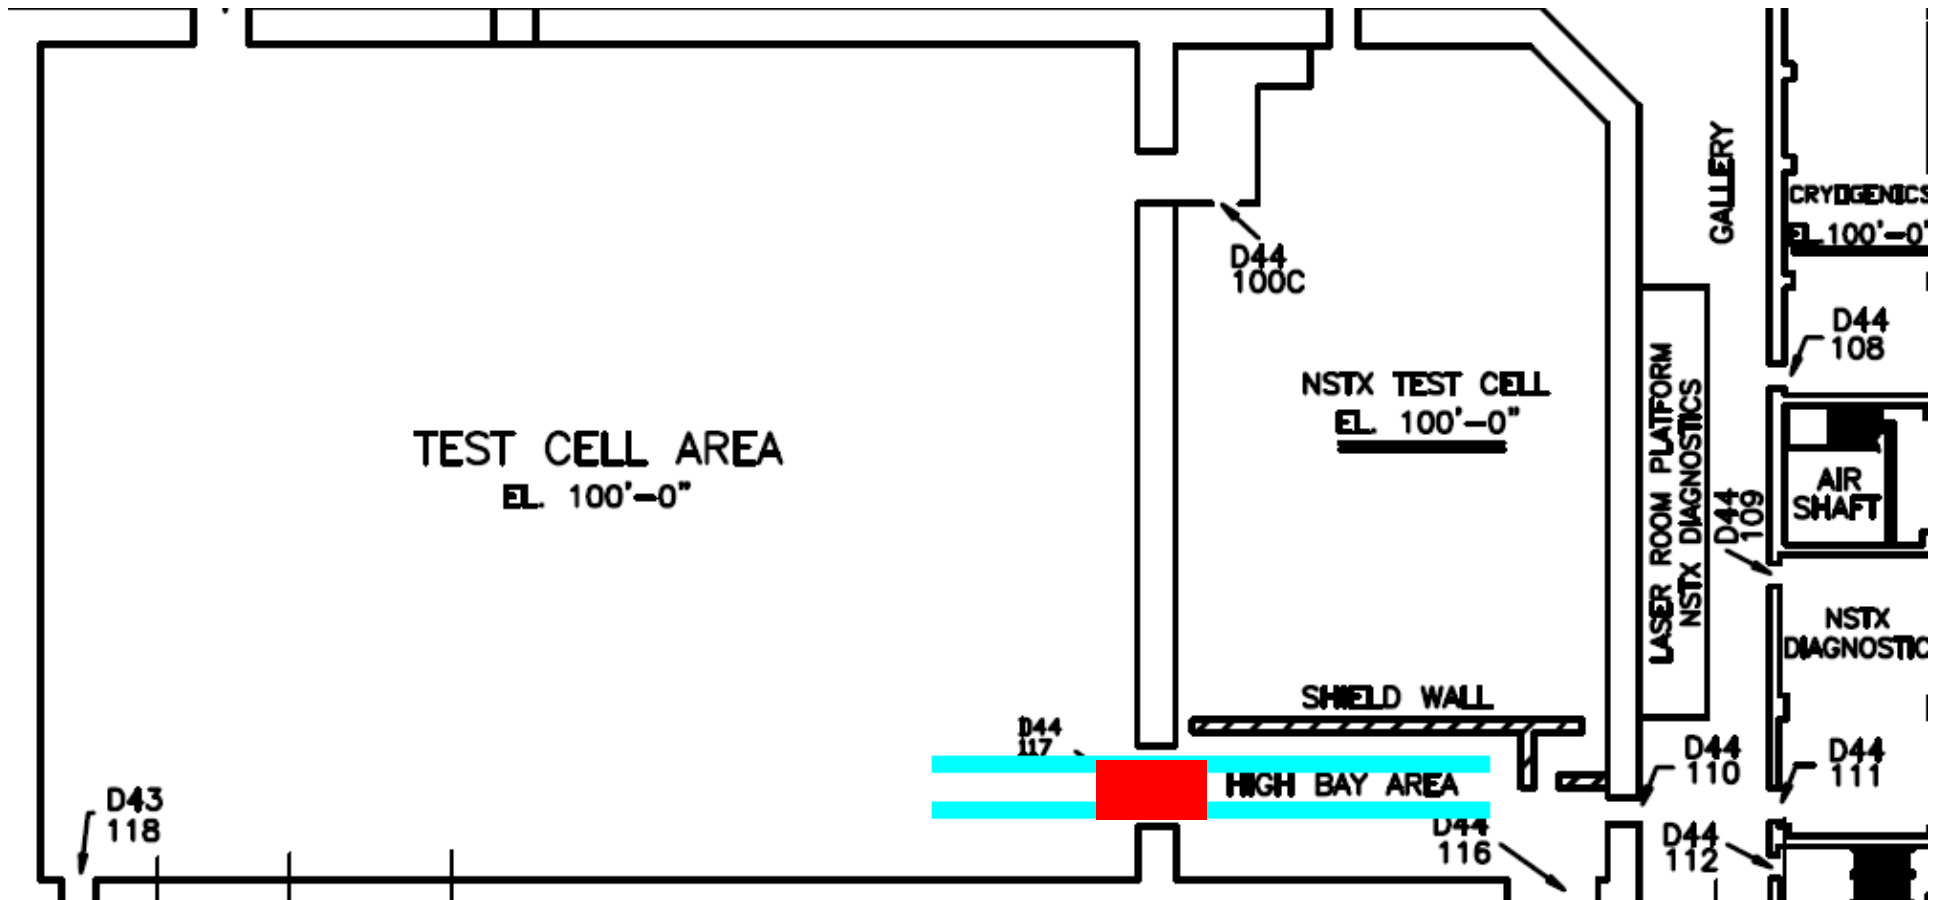 GALLERY
CRYOGENICS
EL. 100'-0"
D44
100C
D44
108
NSTX TEST CELL
EL. 100'-0"
LASER ROOM PLATFORM
NSTX DIAGNOSTICS
TEST CELL AREA
EL. 100'-0"
AIR
SHAFT
D44
109
NSTX
DIAGNOSTIC
SHIELD WALL
D44
117
HIGH BAY AREA
D44
110
D44
111
D43
118
D44
116
D44
112